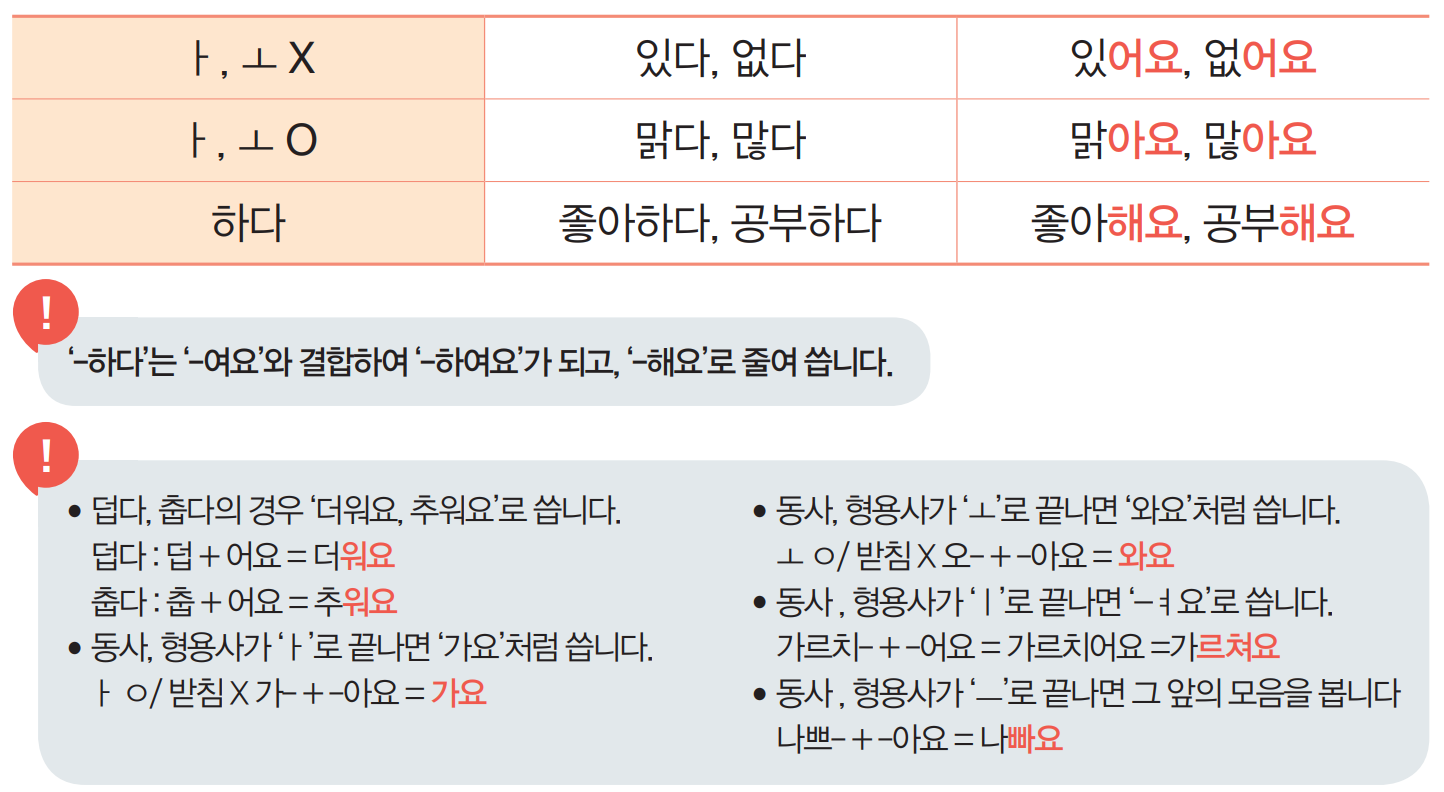 ㅏ, ㅗ X 있다, 없다 있어요, 없어요
ㅏ, ㅗ O 맑다, 많다 맑아요, 많아요
하다 좋아하다, 공부하다 좋아해요, 공부해요
!
‘-하다’는 ‘-여요’와 결합하여 ‘-하여요’가 되고, ‘-해요’로 줄여 씁니다.
!
• 덥다, 춥다의 경우 ‘더워요, 추워요’로 씁니다.
덥다 : 덥 + 어요 = 더워요
춥다 : 춥 + 어요 = 추워요
• 동사, 형용사가 ‘ㅏ’로 끝나면 ‘가요’처럼 씁니다.
ㅏ ㅇ/ 받침 X 가- + -아요 = 가요
• 동사, 형용사가 ‘ㅗ’로 끝나면 ‘와요’처럼 씁니다.
ㅗ ㅇ/ 받침 X 오- + -아요 = 와요
• 동사 , 형용사가 ‘ㅣ’로 끝나면 ‘-ㅕ요’로 씁니다.
가르치- + -어요 = 가르치어요 =가르쳐요
• 동사 , 형용사가 ‘ㅡ’로 끝나면 그 앞의 모음을 봅니다
나쁘- + -아요 = 나빠요